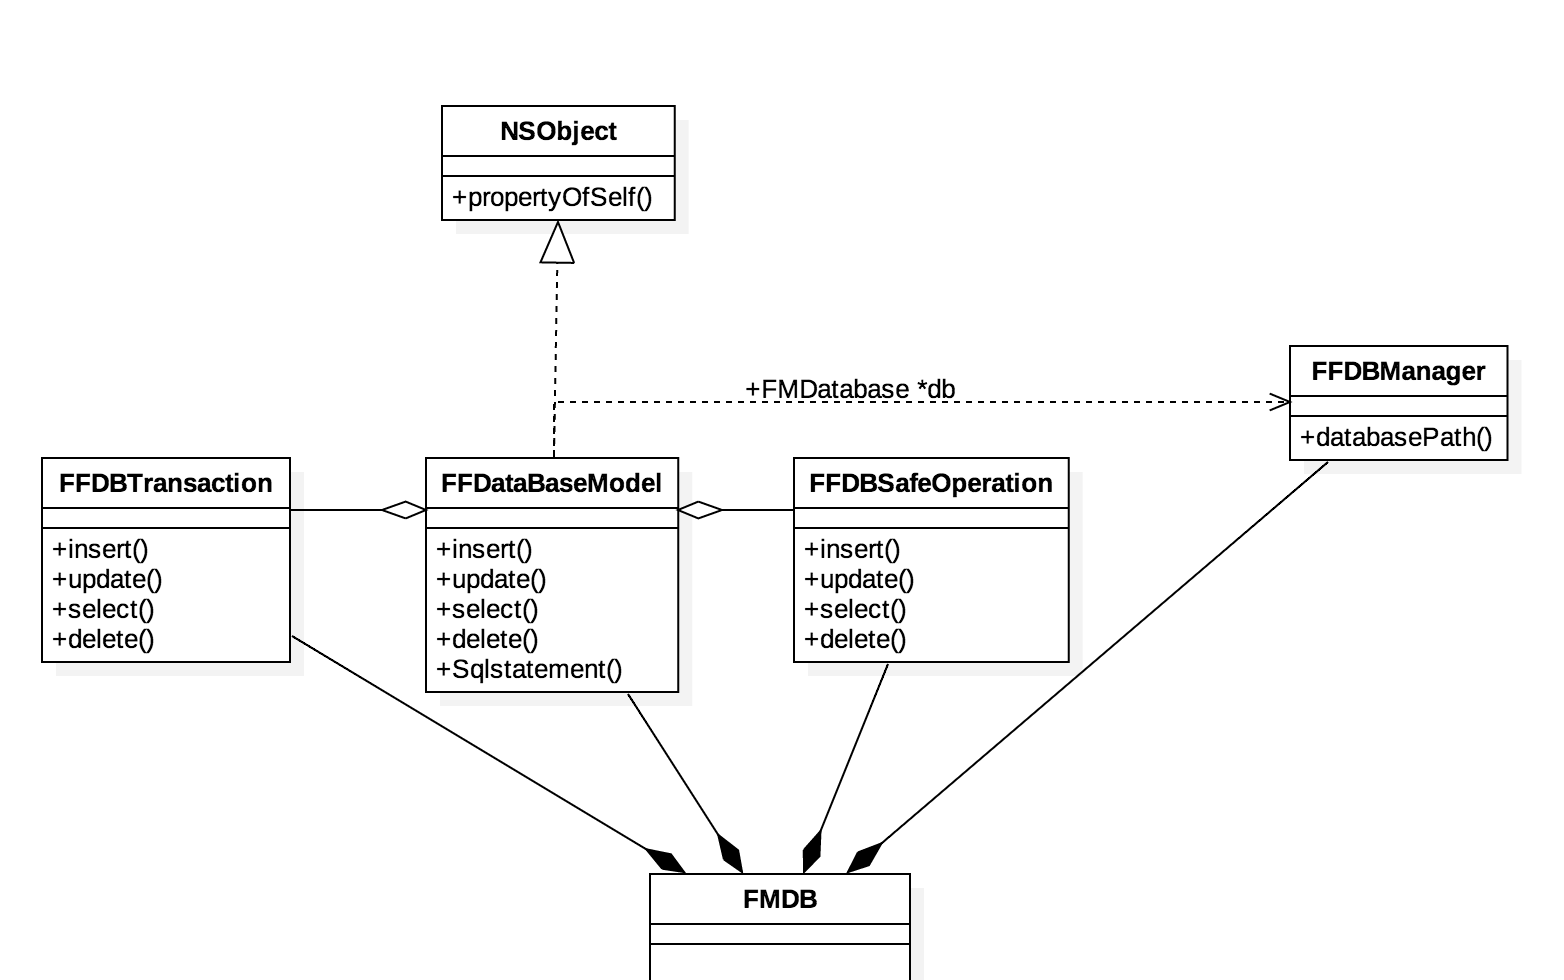 NSObject
+propertyOfSelf()
+FMDatabase *db
FFDBManager
+databasePath()
FFDBTransaction
+insert()
+update()
+select()
+delete()
FFDataBaseModel
+insert()
+update()
+select()
+delete()
+Sqlstatement()
FFDBSafeOperation
+insert()
+update()
+select()
+delete()
FMDB